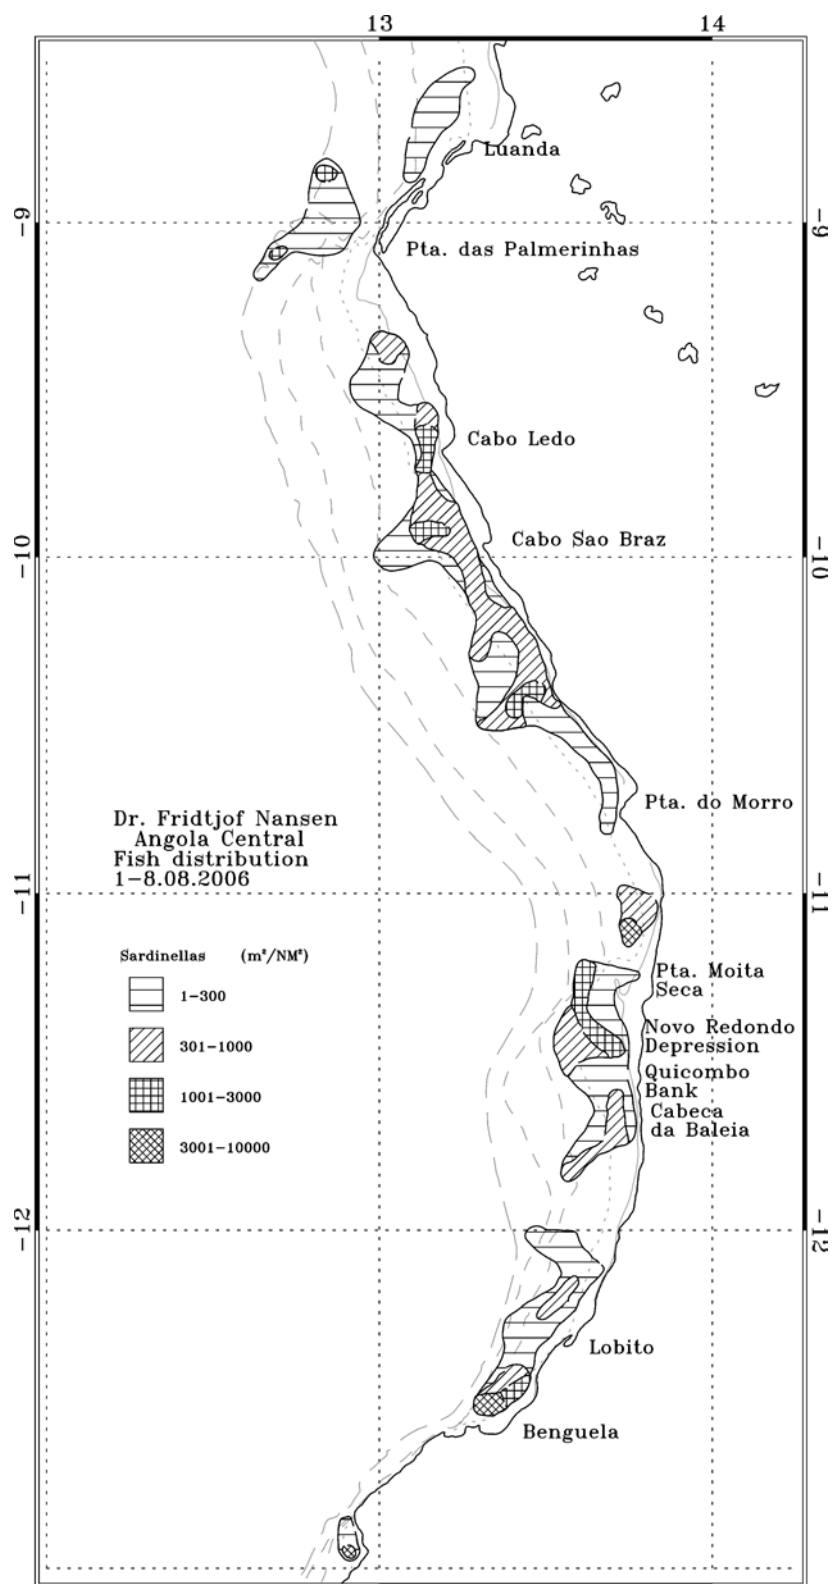 13 14
Luanda
-9 -9
Pta. das Palmerinhas
Cabo Ledo
Cabo Sao Braz
-10 -10
Pta. do Morro
Dr. Fridtjof Nansen
Angola Central
Fish distribution
1-8.08.2006
-11 -11
Sardinellas (m²/NM²)
1-300
301-1000
1001-3000
3001-10000
Pta. Moita
Seca
Novo Redondo
Depression
Quicombo
Bank
Cabeca
da Baleia
-12 -12
Lobito
Benguela